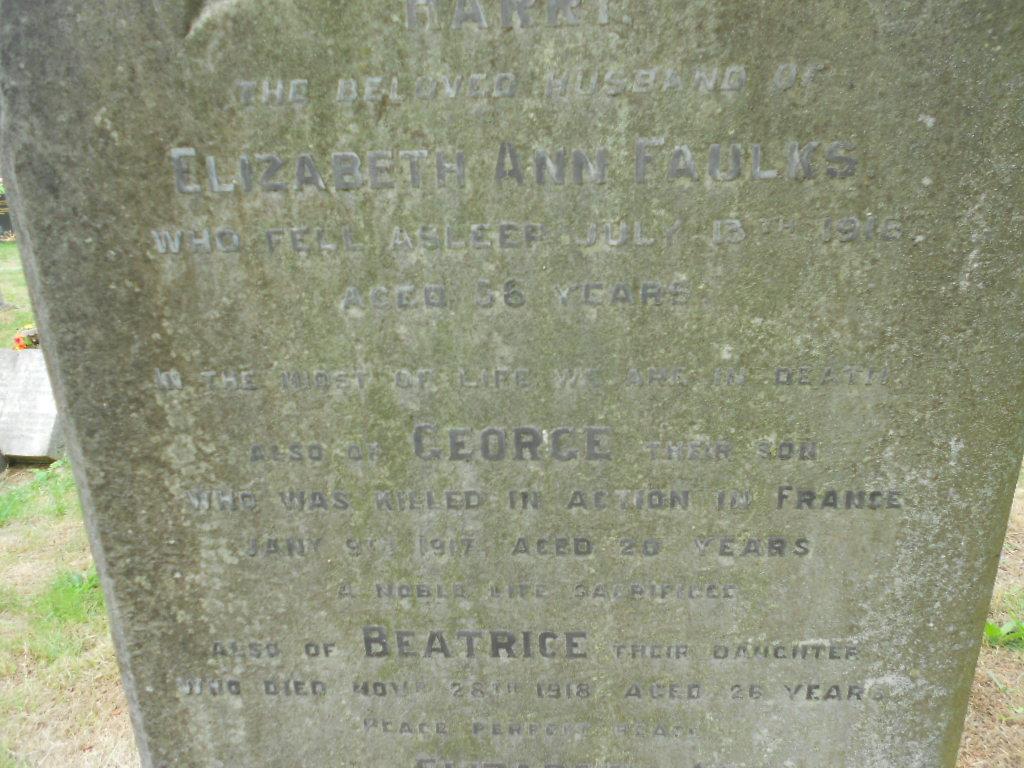 HARRY.
THE BELOVED HUSBAND OF
ELIZABETH ANN FAULKS.
WHO FELL ASLEEP JULY 13TH 1916.
AGED 56 YEARS.
IN THE MIDST OF LIFE WE ARE IN DEATH.
ALSO OF GEORGE THEIR SON
WHO WAS KILLED IN ACTION IN FRANCE
JANY 9TH 1917. AGED 20 YEARS
A NOBLE LIFE SACRIFICED
ALSO OF BEATRICE THEIR DAUGHTER
WHO DIED NOVR 28TH 1918. AGED 26 YEARS.
PEACE PERFECT PEACE
ELIZABETH